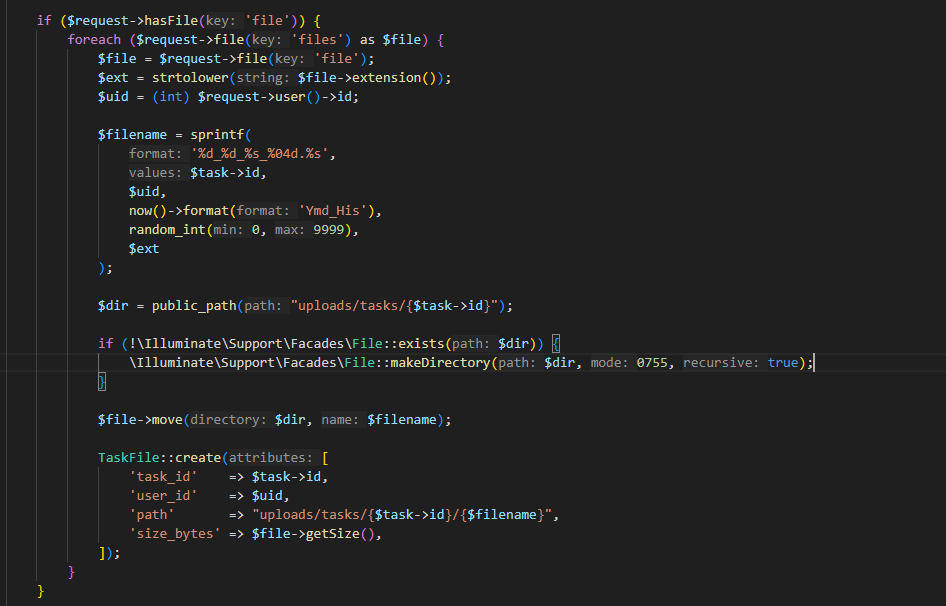 if ($request->hasFile(key: 'file')) {
foreach ($request->file(key: 'files') as $file) {
$file = $request->file(key: 'file');
$ext = strtolower(string: $file->extension());
$uid = (int) $request->user()->id;
$filename = sprintf(
format: '%d_%d_%s_%04d.%s',
values: $task->id,
$uid,
now()->format(format: 'Ymd_His'),
random_int(min: 0, max: 9999),
$ext
);
$dir = public_path(path: "uploads/tasks/{$task->id}");
if (!\Illuminate\Support\Facades\File::exists(path: $dir)) {
\Illuminate\Support\Facades\File::makeDirectory(path: $dir, mode: 0755, recursive: true);
}
$file->move(directory: $dir, name: $filename);
TaskFile::create(attributes: [
'task_id' => $task->id,
'user_id' => $uid,
'path' => "uploads/tasks/{$task->id}/{$filename}",
'size_bytes' => $file->getSize(),
]);
}
}